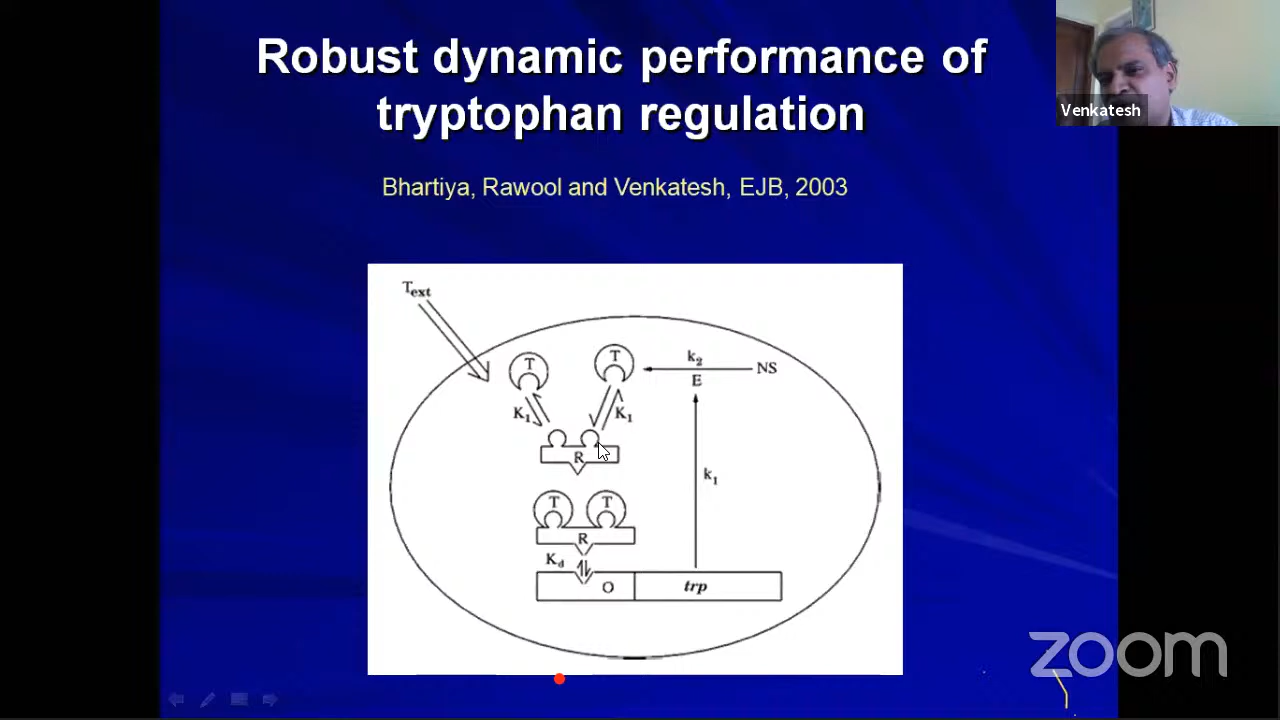 Robust dynamic performance of
tryptophan regulation
Venkatesh
Bhartiya, Rawool and Venkatesh, EJB, 2003
Text
T
T
k2
NS
E
K1
K1
R
k1
T
T
R
Kd
O
trp
zoom